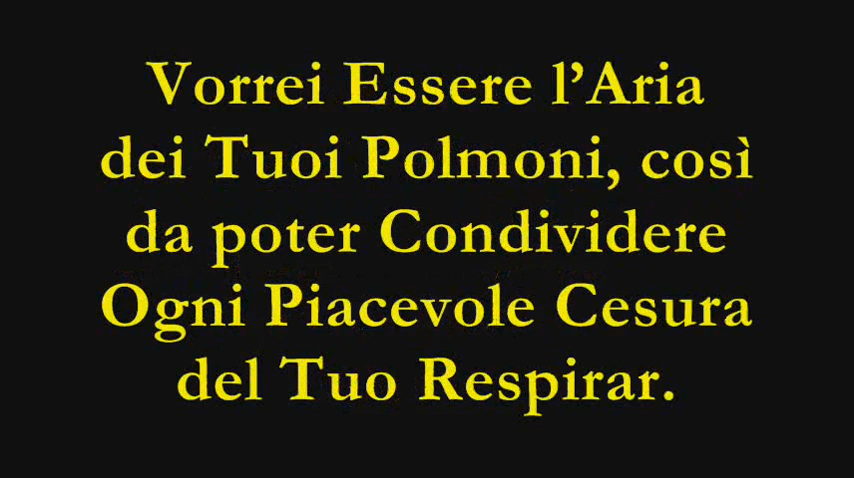 Vorrei Essere l’Aria
dei Tuoi Polmoni, così
da poter Condividere
Ogni Piacevole Cesura
del Tuo Respirar.